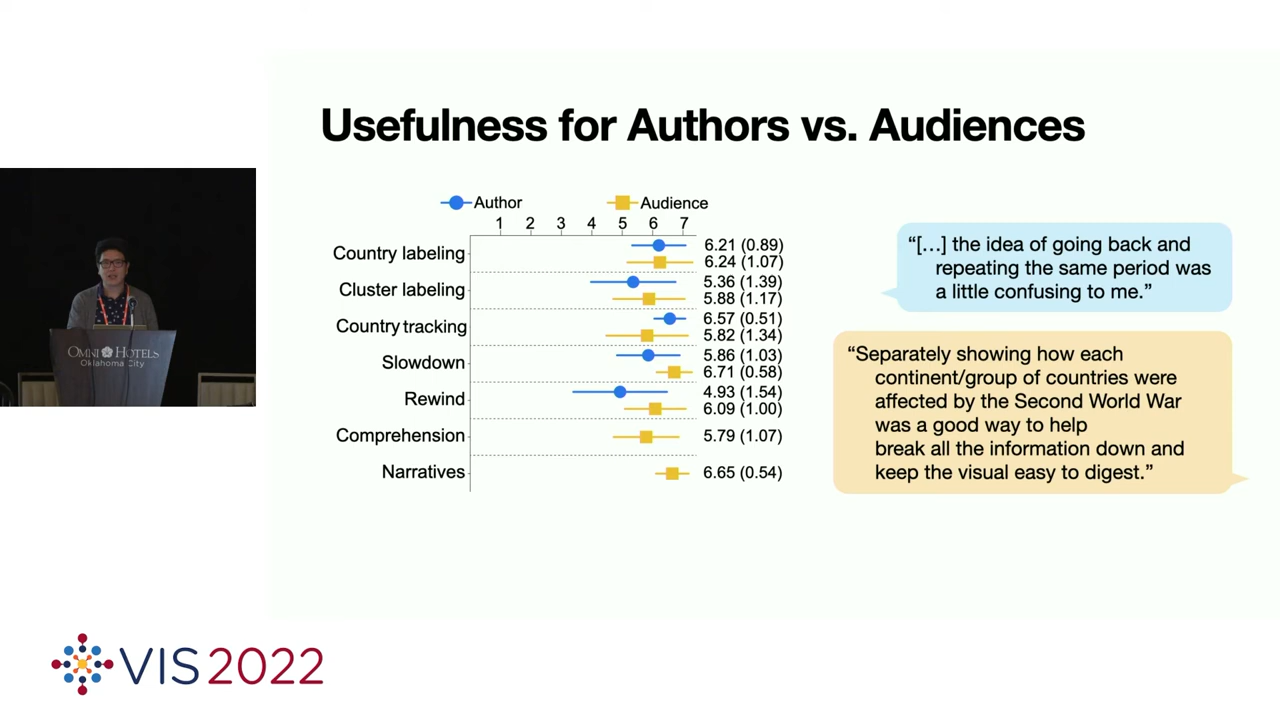 Usefulness for Authors vs. Audiences
Author
Audience
1 2 3 4 5 6 7
Country labeling
6.21 (0.89)
6.24 (1.07)
Cluster labeling
5.36 (1.39)
5.88 (1.17)
Country tracking
6.57 (0.51)
5.82 (1.34)
Slowdown
5.86 (1.03)
6.71 (0.58)
Rewind
4.93 (1.54)
6.09 (1.00)
Comprehension
5.79 (1.07)
Narratives
6.65 (0.54)
“[…] the idea of going back and
repeating the same period was
a little confusing to me.”
“Separately showing how each
continent/group of countries were
affected by the Second World War
was a good way to help
break all the information down and
keep the visual easy to digest.”
OMNI HOTELS
Oklahoma City
VIS2022